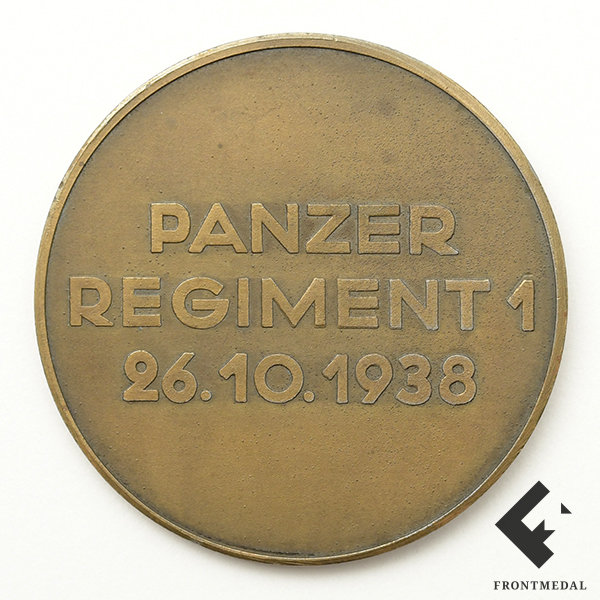 PANZER
REGIMENT 1
26.10.1938
FRONTMEDAL